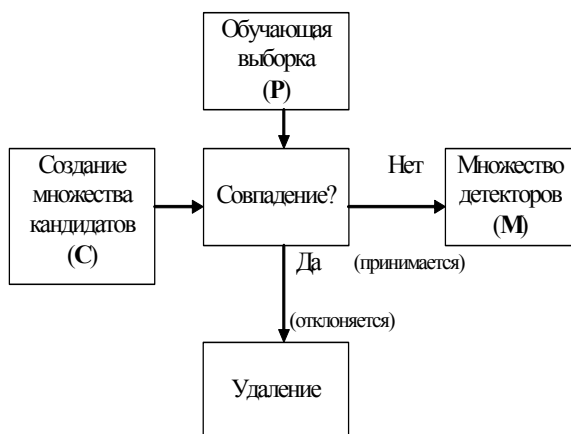 Обучающая
выборка
(P)
Создание
множества
кандидатов
(C)
Совпадение?
Нет
Множество
детекторов
(M)
Да
(принимается)
(отклоняется)
Удаление